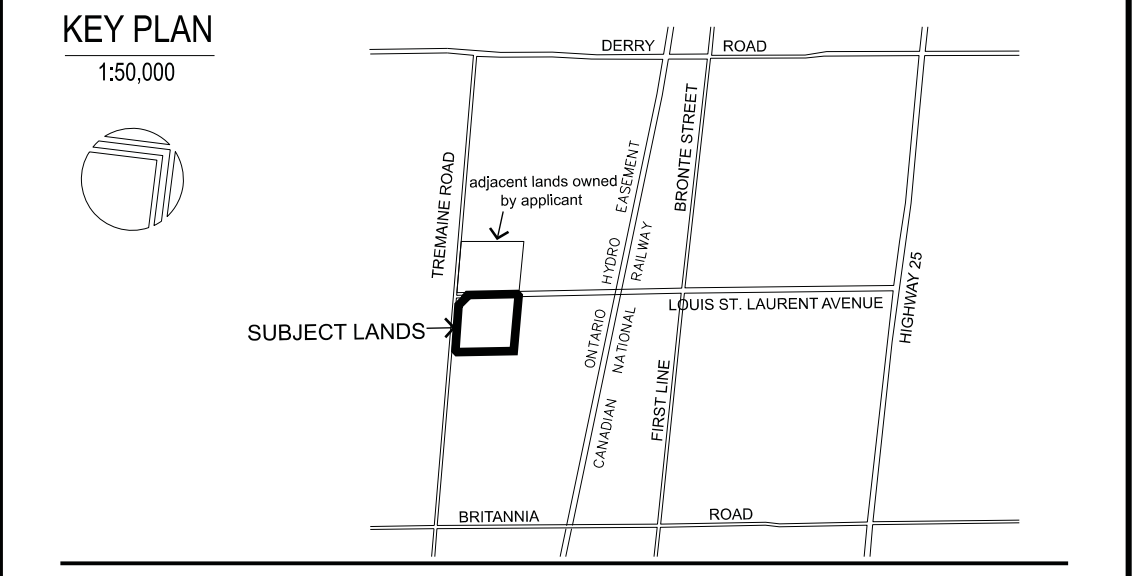 KEY PLAN
1:50,000
DERRY ROAD
TREMAINE ROAD
adjacent lands owned
by applicant
ONTARIO HYDRO EASEMENT
CANADIAN NATIONAL RAILWAY
BRONTE STREET
LOUIS ST. LAURENT AVENUE
HIGHWAY 25
SUBJECT LANDS
FIRST LINE
BRITANNIA ROAD